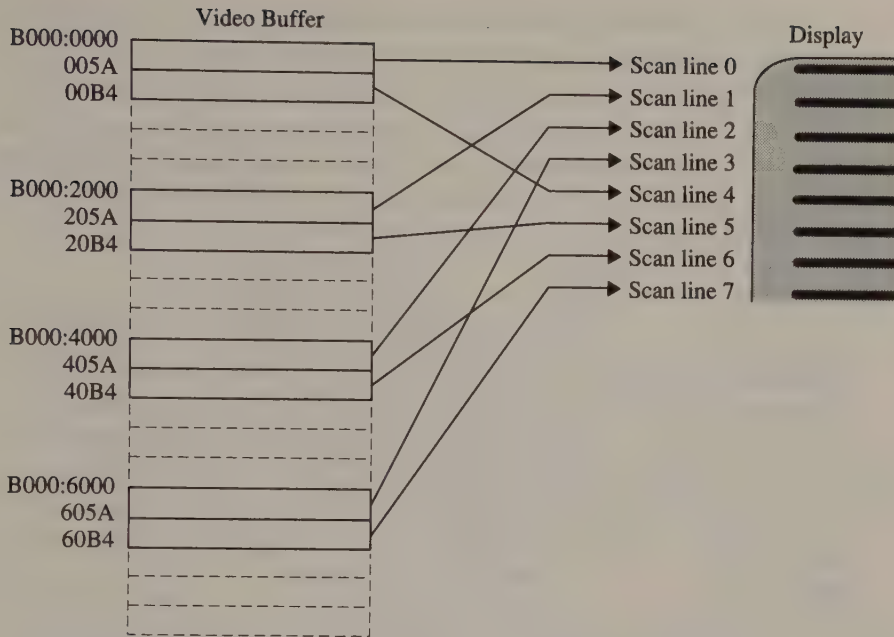 Video Buffer
Display
B000:0000
005A
00B4
B000:2000
205A
20B4
B000:4000
405A
40B4
B000:6000
605A
60B4
Scan line 0
Scan line 1
Scan line 2
Scan line 3
Scan line 4
Scan line 5
Scan line 6
Scan line 7